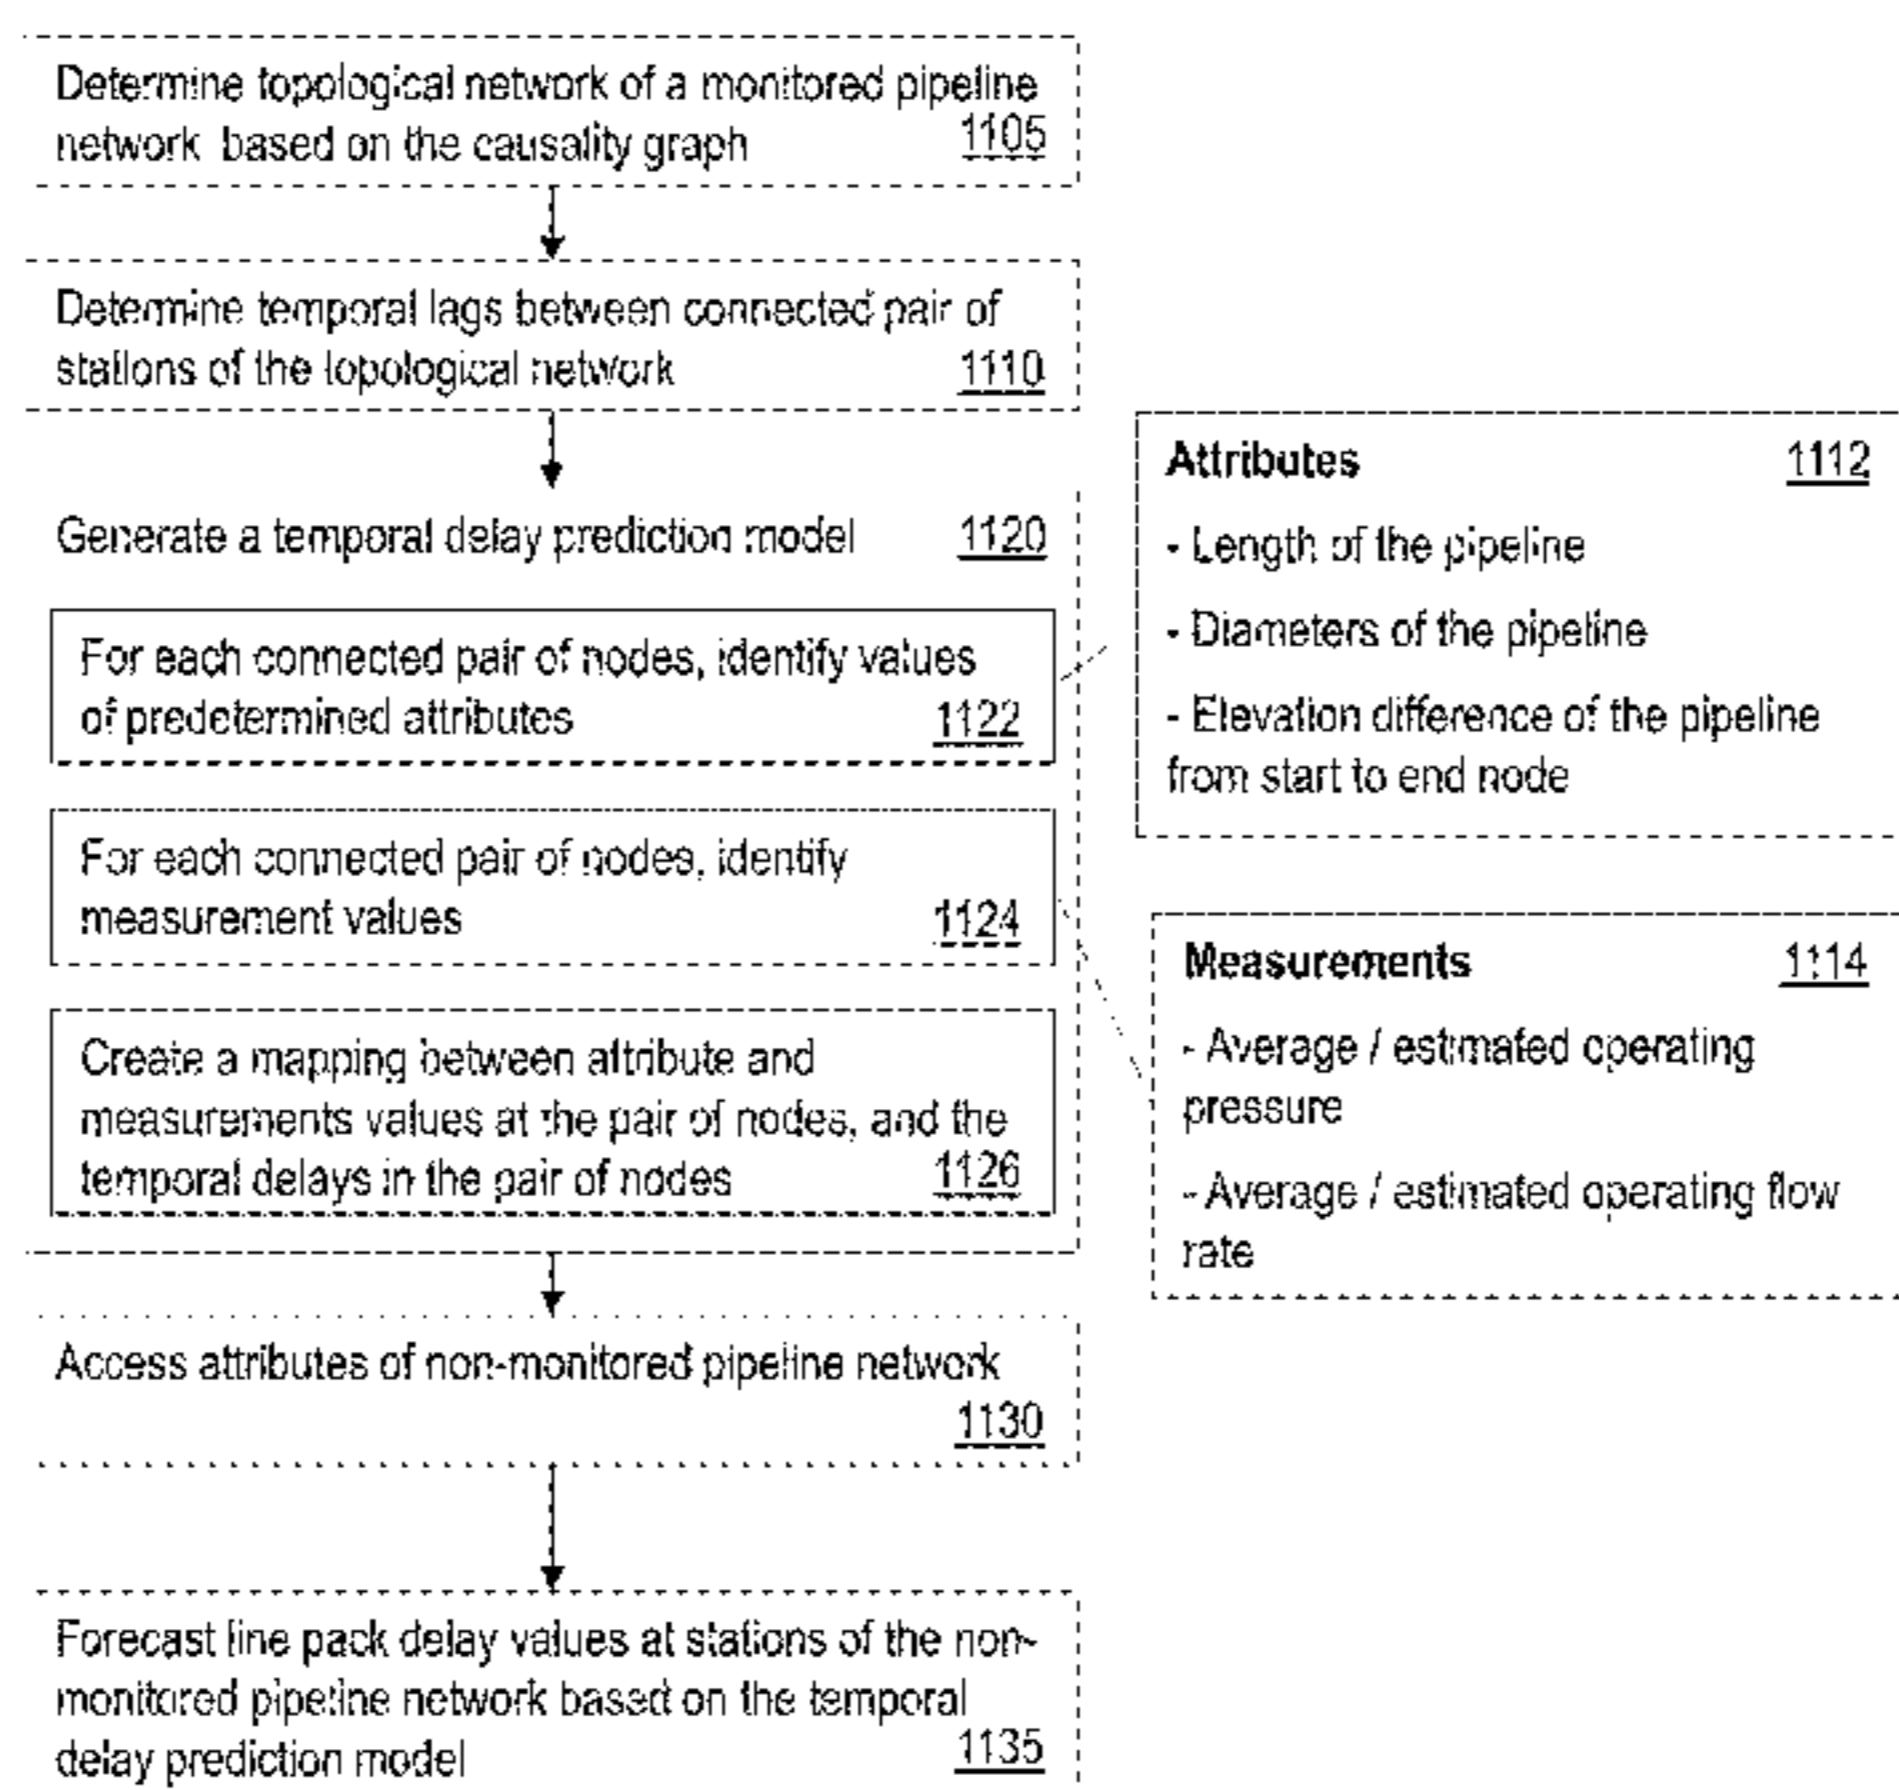 Determine topological network of a monitored pipeline
network based on the causality graph 1105
Determine temporal lags between connected pair of
stations of the topological network 1110
Generate a temporal delay prediction model 1120
For each connected pair of nodes, identify values
of predetermined attributes 1122
For each connected pair of nodes, identify
measurement values 1124
Create a mapping between attribute and
measurements values at the pair of nodes, and the
temporal delays in the pair of nodes 1126
Attributes 1112
- Length of the pipeline
- Diameters of the pipeline
- Elevation difference of the pipeline
from start to end node
Measurements 1114
- Average / estimated operating
pressure
- Average / estimated operating flow
rate
Access attributes of non-monitored pipeline network
1130
Forecast line pack delay values at stations of the non-
monitored pipeline network based on the temporal
delay prediction model 1135